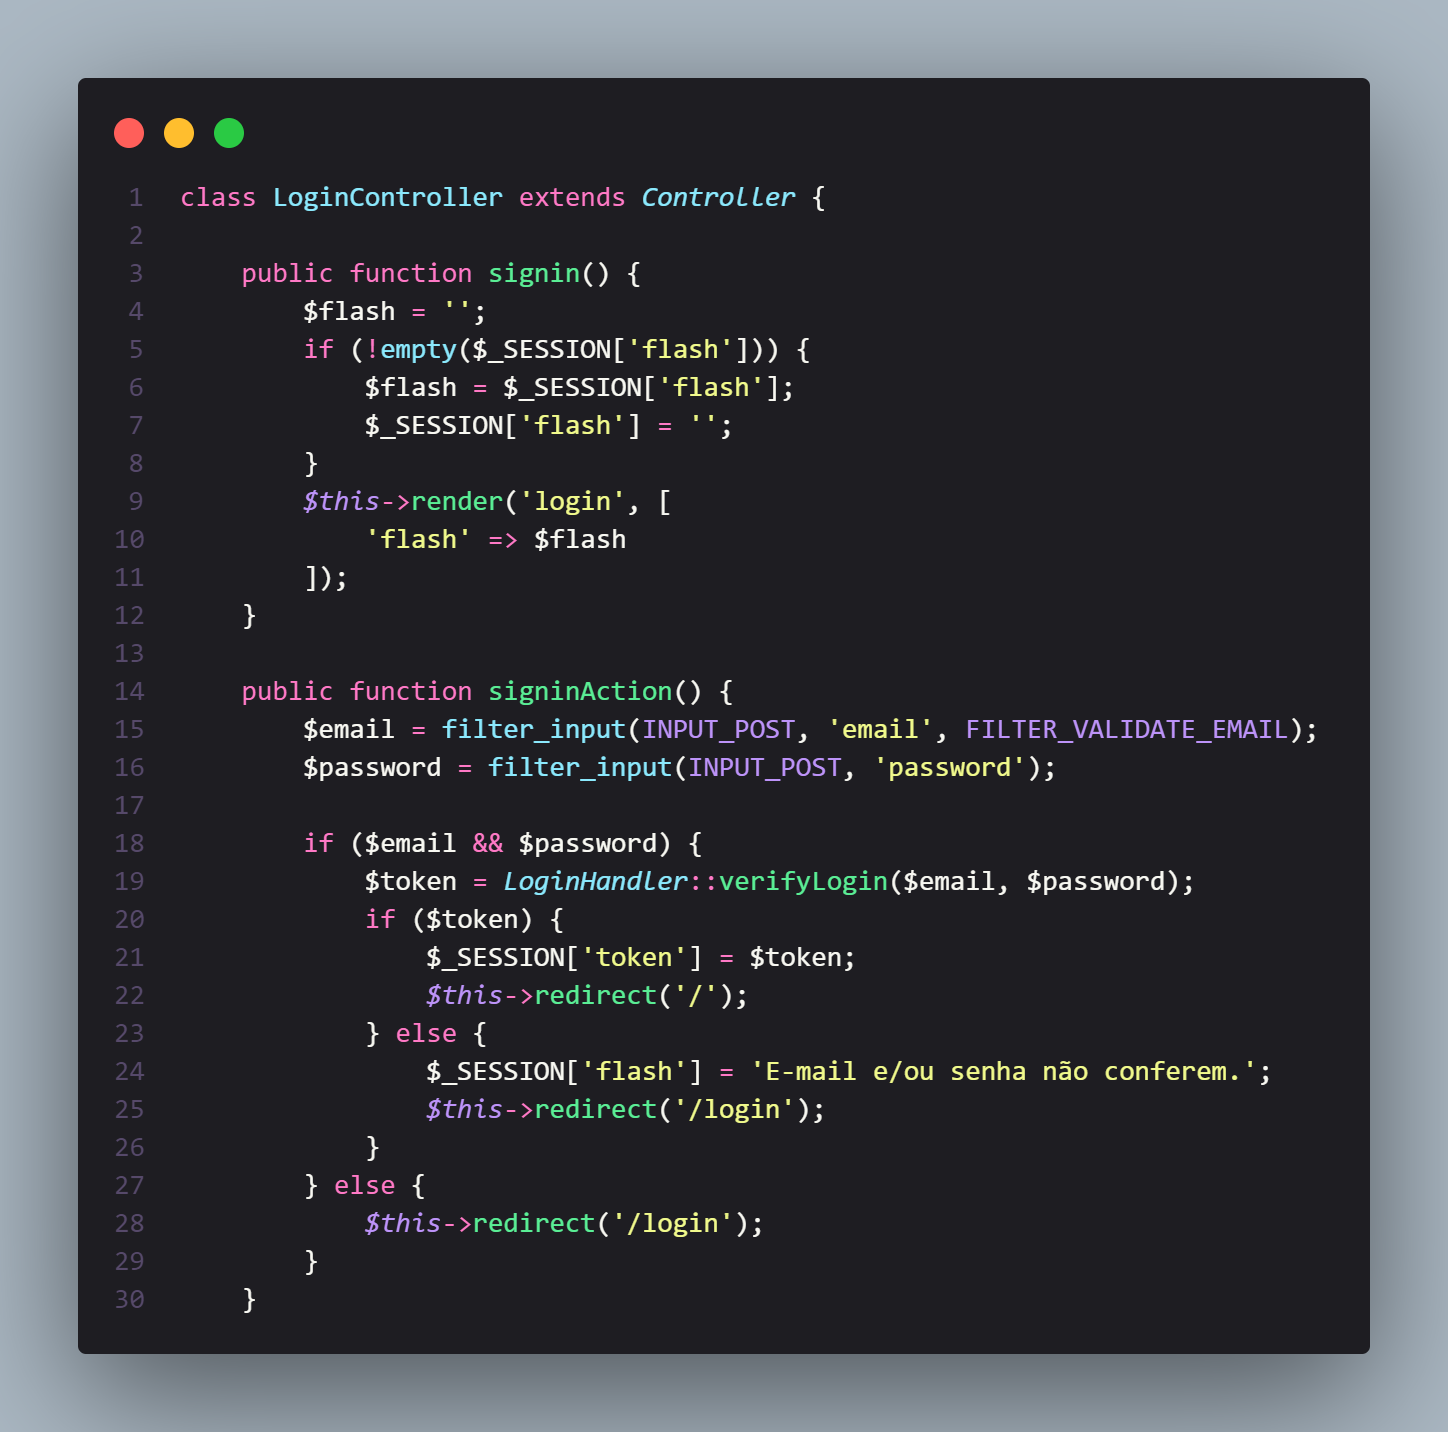 1 class LoginController extends Controller {
2
3     public function signin() {
4         $flash = '';
5         if (!empty($_SESSION['flash'])) {
6             $flash = $_SESSION['flash'];
7             $_SESSION['flash'] = '';
8         }
9         $this->render('login', [
10             'flash' => $flash
11         ]);
12     }
13
14     public function signinAction() {
15         $email = filter_input(INPUT_POST, 'email', FILTER_VALIDATE_EMAIL);
16         $password = filter_input(INPUT_POST, 'password');
17
18         if ($email && $password) {
19             $token = LoginHandler::verifyLogin($email, $password);
20             if ($token) {
21                 $_SESSION['token'] = $token;
22                 $this->redirect('/');
23             } else {
24                 $_SESSION['flash'] = 'E-mail e/ou senha não conferem.';
25                 $this->redirect('/login');
26             }
27         } else {
28             $this->redirect('/login');
29         }
30     }